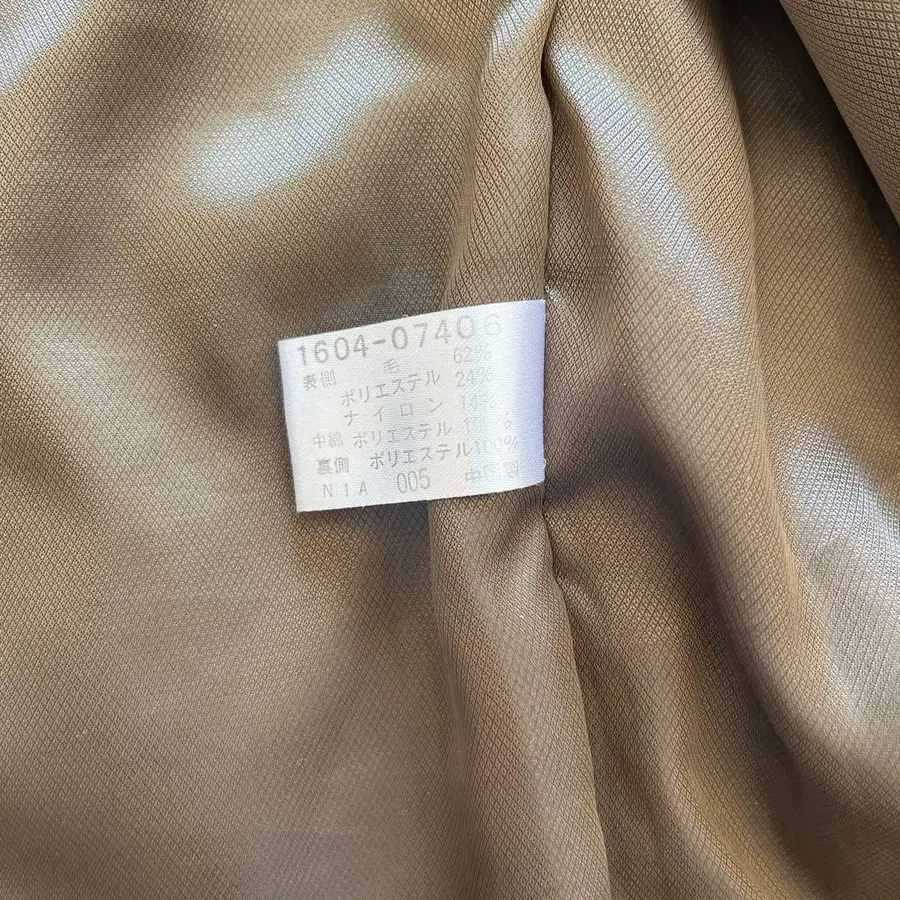 1604-07406
表側 毛 62%
ポリエステル 24%
ナイロン 14%
中綿 ポリエステル 100%
裏側 ポリエステル100%
NIA 005 中国製